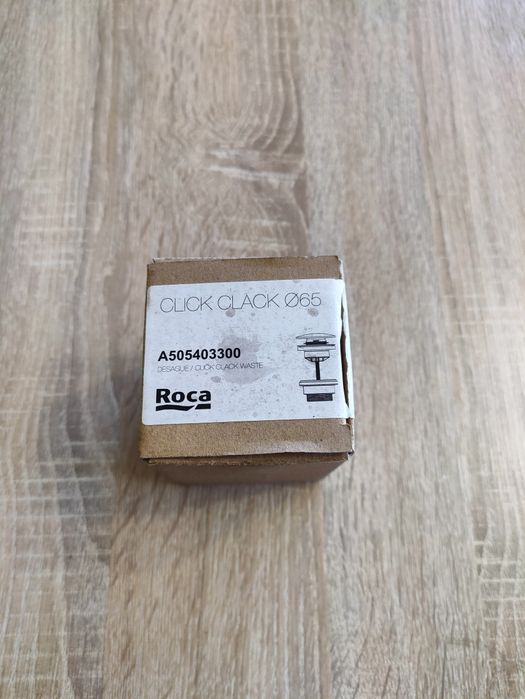 CLICK CLACK Ø65
A505403300
DESAGUE / CLICK CLACK WASTE
Roca